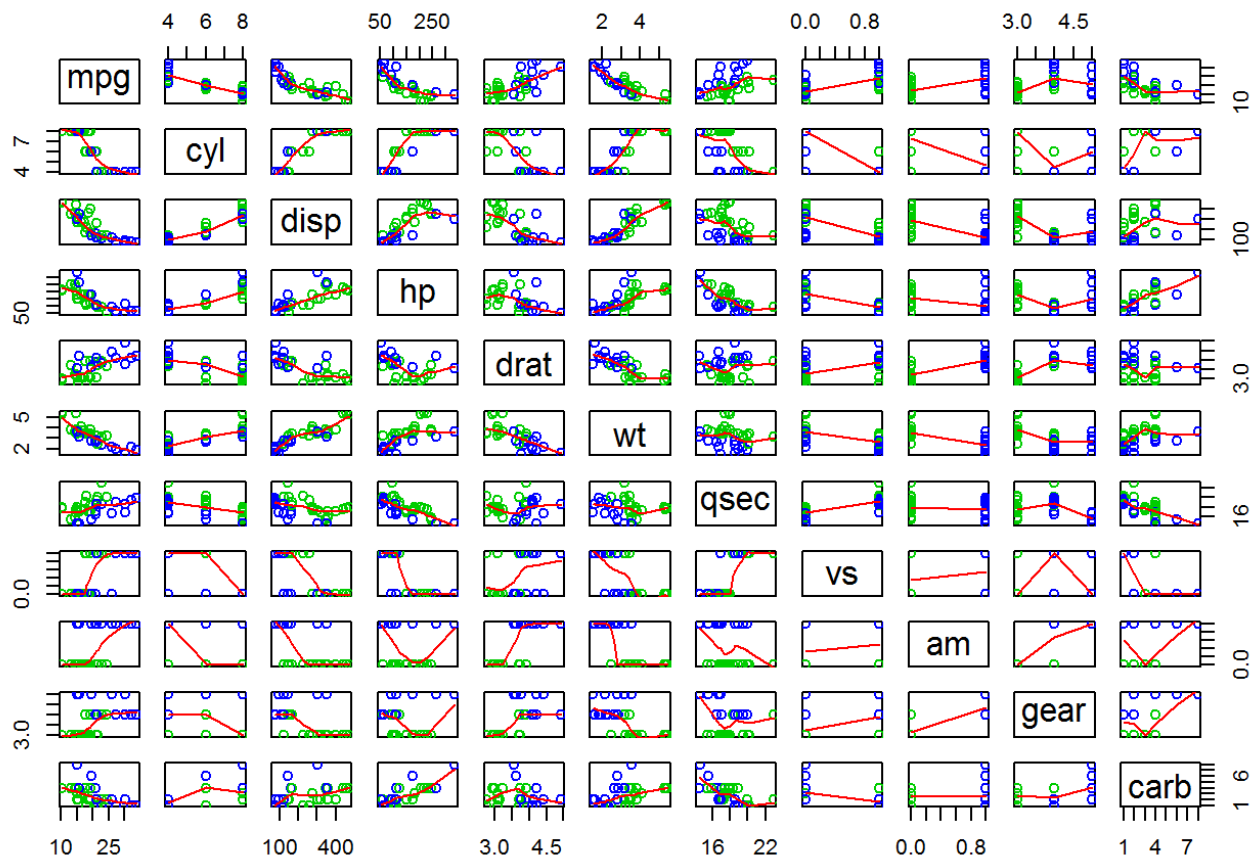 4 6 8 50 250 2 4 0.0 0.8 3.0 4.5
mpg 10
7 4 cyl
disp 100
50 hp
drat 3.0
5 2 wt
qsec 16
0.0 vs
am 0.0
3.0 gear
carb 6 1
10 25 100 400 3.0 4.5 16 22 0.0 0.8 1 4 7